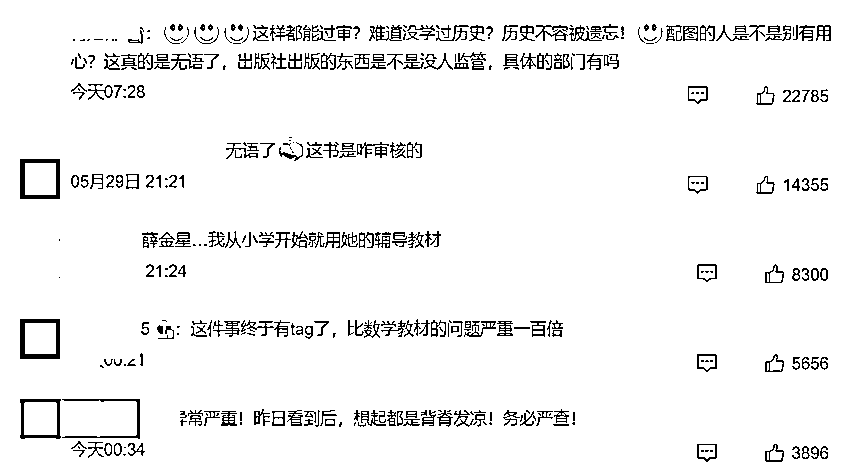 这样都能过审？难道没学过历史？历史不容被遗忘！配图的人是不是别有用
心？这真的是无语了，出版社出版的东西是不是没人监管，具体的部门有吗
今天07:28 22785
无语了 这书是咋审核的
05月29日 21:21 14355
薛金星...我从小学开始就用她的辅导教材
21:24 8300
5 ：这件事终于有tag了，比数学教材的问题严重一百倍
5656
常严重！昨日看到后，想起都是背脊发凉！务必严查！
今天00:34 3896